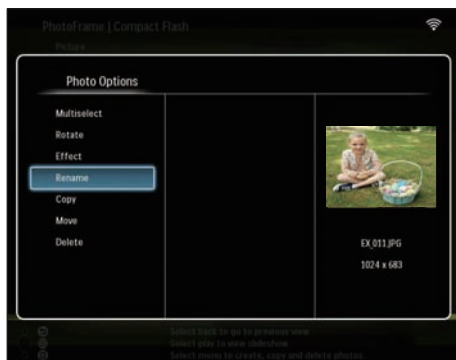 PhotoFrame | Compact Flash
Picture
Photo Options
Multiselect
Rotate
Effect
Rename
Copy
Move
Delete
EX_011.JPG
1024 x 683
Select back to go to previous view
Select play to view slideshow
Select menu to create, copy and delete photos